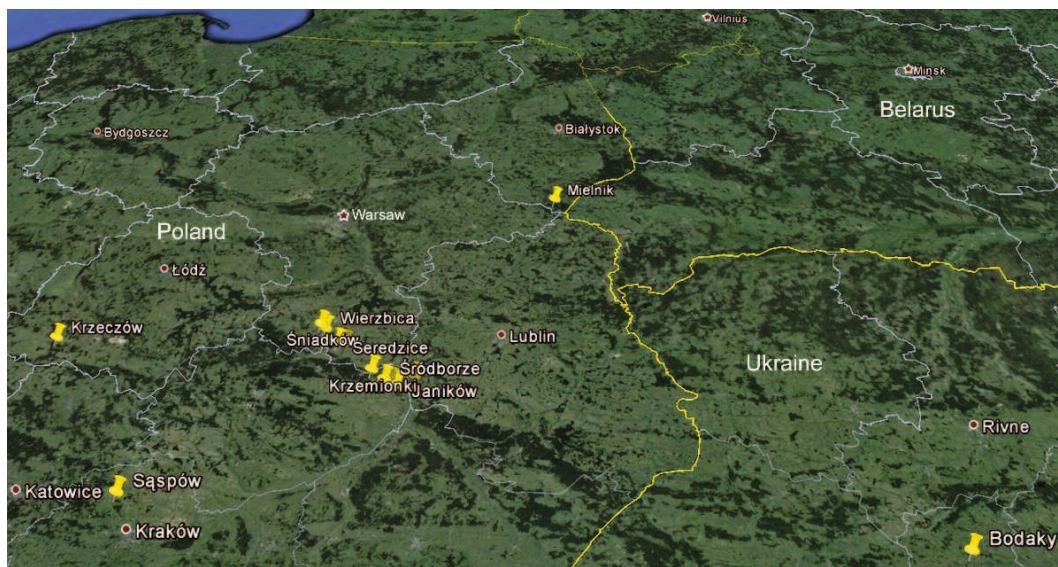 Vilnius
Minsk
Belarus
Bydgoszcz
Białystok
Mielnik
Warsaw
Poland
Łódź
Krzeczów
Wierzbica
Śniadków
Seredzice
Lublin
Ukraine
Śródborze
Krzemionki
Janików
Rivne
Sąspów
Katowice
Kraków
Bodaky